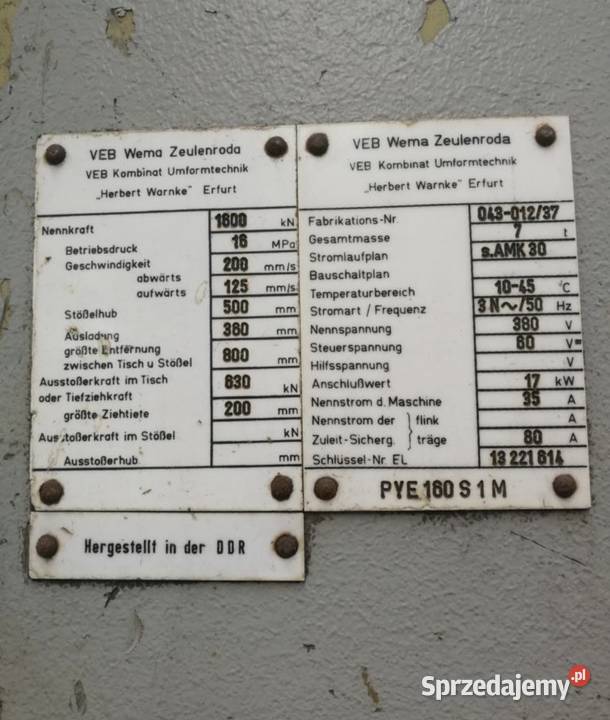 VEB Wema Zeulenroda
VEB Kombinat Umformtechnik
„Herbert Warnke" Erfurt
Nennkraft 1600 kN
Betriebsdruck 16 MPa
Geschwindigkeit 200 mm/s
abwärts
aufwärts 125 mm/s
Stößelhub 500 mm
Ausladung 360 mm
größte Entfernung
zwischen Tisch u Stößel 800 mm
Ausstoßerkraft im Tisch 630 kN
oder Tiefziehkraft
größte Ziehtiefe 200 mm
Ausstoßerkraft im Stößel kN
Ausstoßerhub mm
Hergestellt in der DDR
VEB Wema Zeulenroda
VEB Kombinat Umformtechnik
„Herbert Warnke" Erfurt
Fabrikations-Nr. 043-012/37
Gesamtmasse 7 t
Stromlaufplan s.AMK 30
Bauschaltplan
Temperaturbereich 10-45 °C
Stromart / Frequenz 3 N~/50 Hz
Nennspannung 380 V
Steuerspannung 60 V=
Hilfsspannung V
Anschlußwert 17 kW
Nennstrom d. Maschine 35 A
Nennstrom der } flink A
Zuleit-Sicherg. } träge 80 A
Schlüssel-Nr. EL 13 221 614
PYE 160 S 1 M
Sprzedajemy.pl